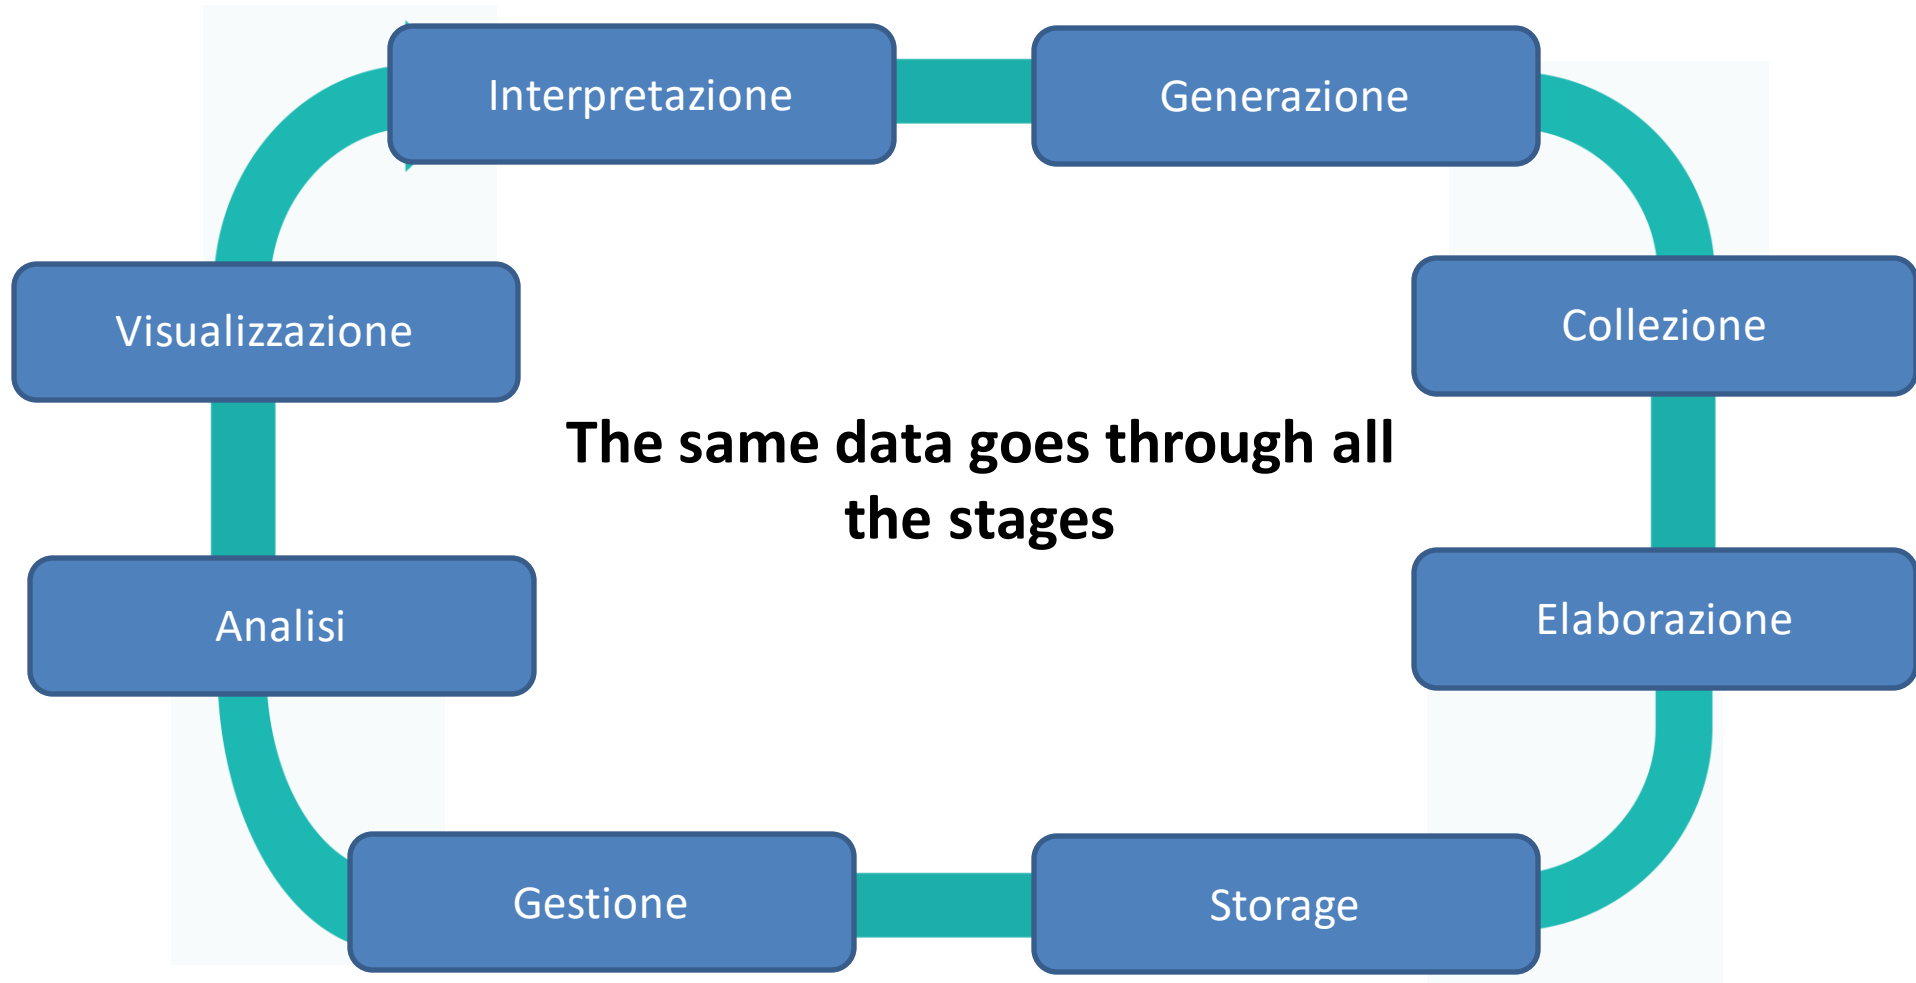 Interpretazione
Generazione
Visualizzazione
Collezione
The same data goes through all
the stages
Analisi
Elaborazione
Gestione
Storage